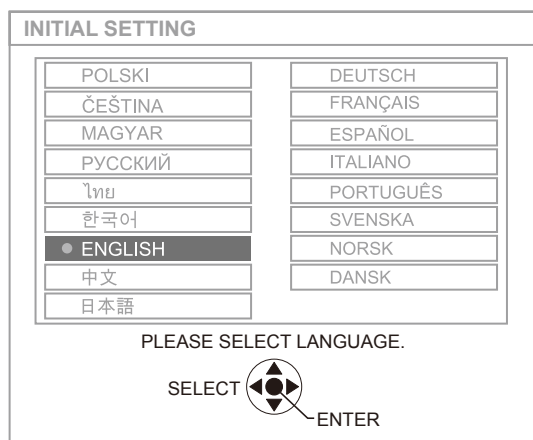 INITIAL SETTING
POLSKI
ČEŠTINA
MAGYAR
РУССКИЙ
ไทย
한국어
ENGLISH
中文
日本語
DEUTSCH
FRANÇAIS
ESPAÑOL
ITALIANO
PORTUGUÊS
SVENSKA
NORSK
DANSK
PLEASE SELECT LANGUAGE.
SELECT
ENTER